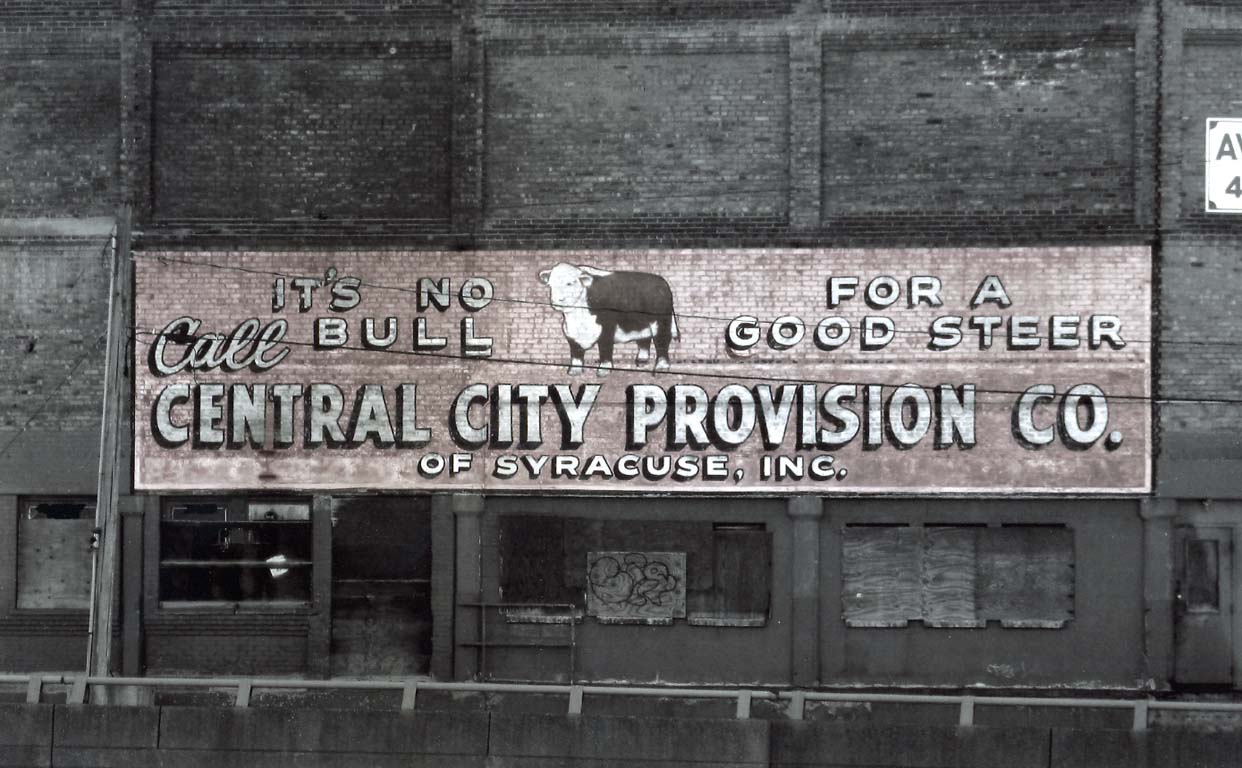 IT'S NO BULL
FOR A GOOD STEER
Call
CENTRAL CITY PROVISION CO.
OF SYRACUSE, INC.